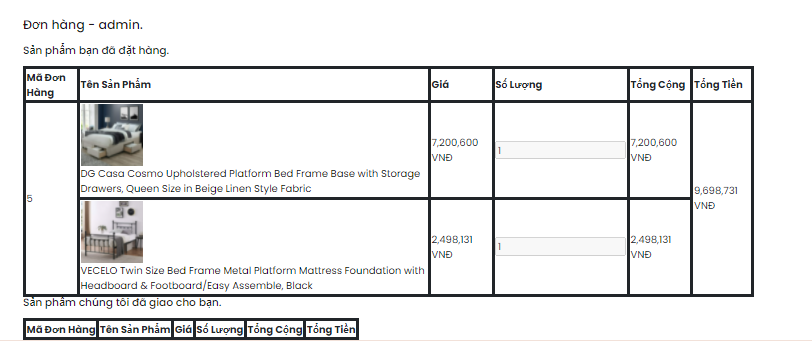 Đơn hàng - admin.
Sản phẩm bạn đã đặt hàng.
Mã Đơn Hàng Tên Sản Phẩm Giá Số Lượng Tổng Cộng Tổng Tiền
5
DG Casa Cosmo Upholstered Platform Bed Frame Base with Storage
Drawers, Queen Size in Beige Linen Style Fabric
7,200,600
VNĐ
1
7,200,600
VNĐ
9,698,731
VNĐ
VECELO Twin Size Bed Frame Metal Platform Mattress Foundation with
Headboard & Footboard/Easy Assemble, Black
2,498,131
VNĐ
1
2,498,131
VNĐ
Sản phẩm chúng tôi đã giao cho bạn.
Mã Đơn Hàng Tên Sản Phẩm Giá Số Lượng Tổng Cộng Tổng Tiền